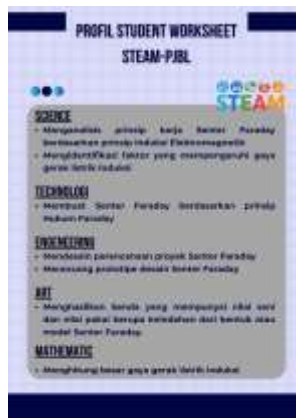 PROFIL STUDENT WORKSHEET
STEAM-PJBL
STEAM
SCIENCE
• Menganalisis prinsip kerja Senter Faraday
berdasarkan prinsip Induksi Elektromagnetik
• Mengidentifikasi faktor yang mempengaruhi gaya
gerak listrik induksi
TECHNOLOGI
• Membuat Senter Faraday berdasarkan prinsip
Hukum Faraday
ENGENEERING
• Mendesain perencanaan proyek Senter Faraday
• Merancang prototipe desain Senter Faraday
ART
• Menghasilkan benda yang mempunyai nilai seni
dan nilai pakai berupa keindahan dari bentuk atau
model Senter Faraday
MATHEMATIC
• Menghitung besar gaya gerak listrik induksi